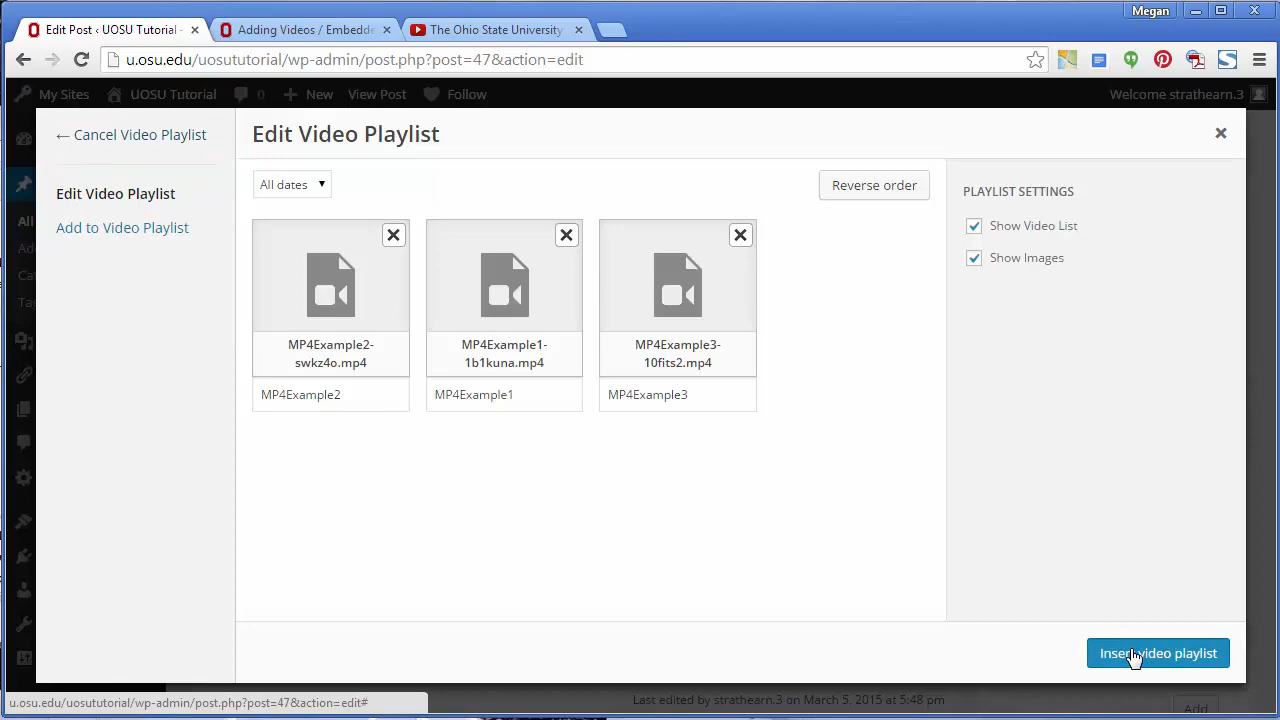 Megan
Edit Post ‹ UOSU Tutorial -
Adding Videos / Embedde
The Ohio State University
u.osu.edu/uosututorial/wp-admin/post.php?post=47&action=edit
My Sites
UOSU Tutorial
0
New
View Post
Follow
Welcome strathearn.3
← Cancel Video Playlist
Edit Video Playlist
Add to Video Playlist
Edit Video Playlist
All dates
Reverse order
MP4Example2-
swkz4o.mp4
MP4Example2
MP4Example1-
1b1kuna.mp4
MP4Example1
MP4Example3-
10fits2.mp4
MP4Example3
PLAYLIST SETTINGS
Show Video List
Show Images
All
Ad
Cat
Tag
Insert video playlist
u.osu.edu/uosututorial/wp-admin/post.php?post=47&action=edit#
Last edited by strathearn.3 on March 5, 2015 at 5:48 pm
Add